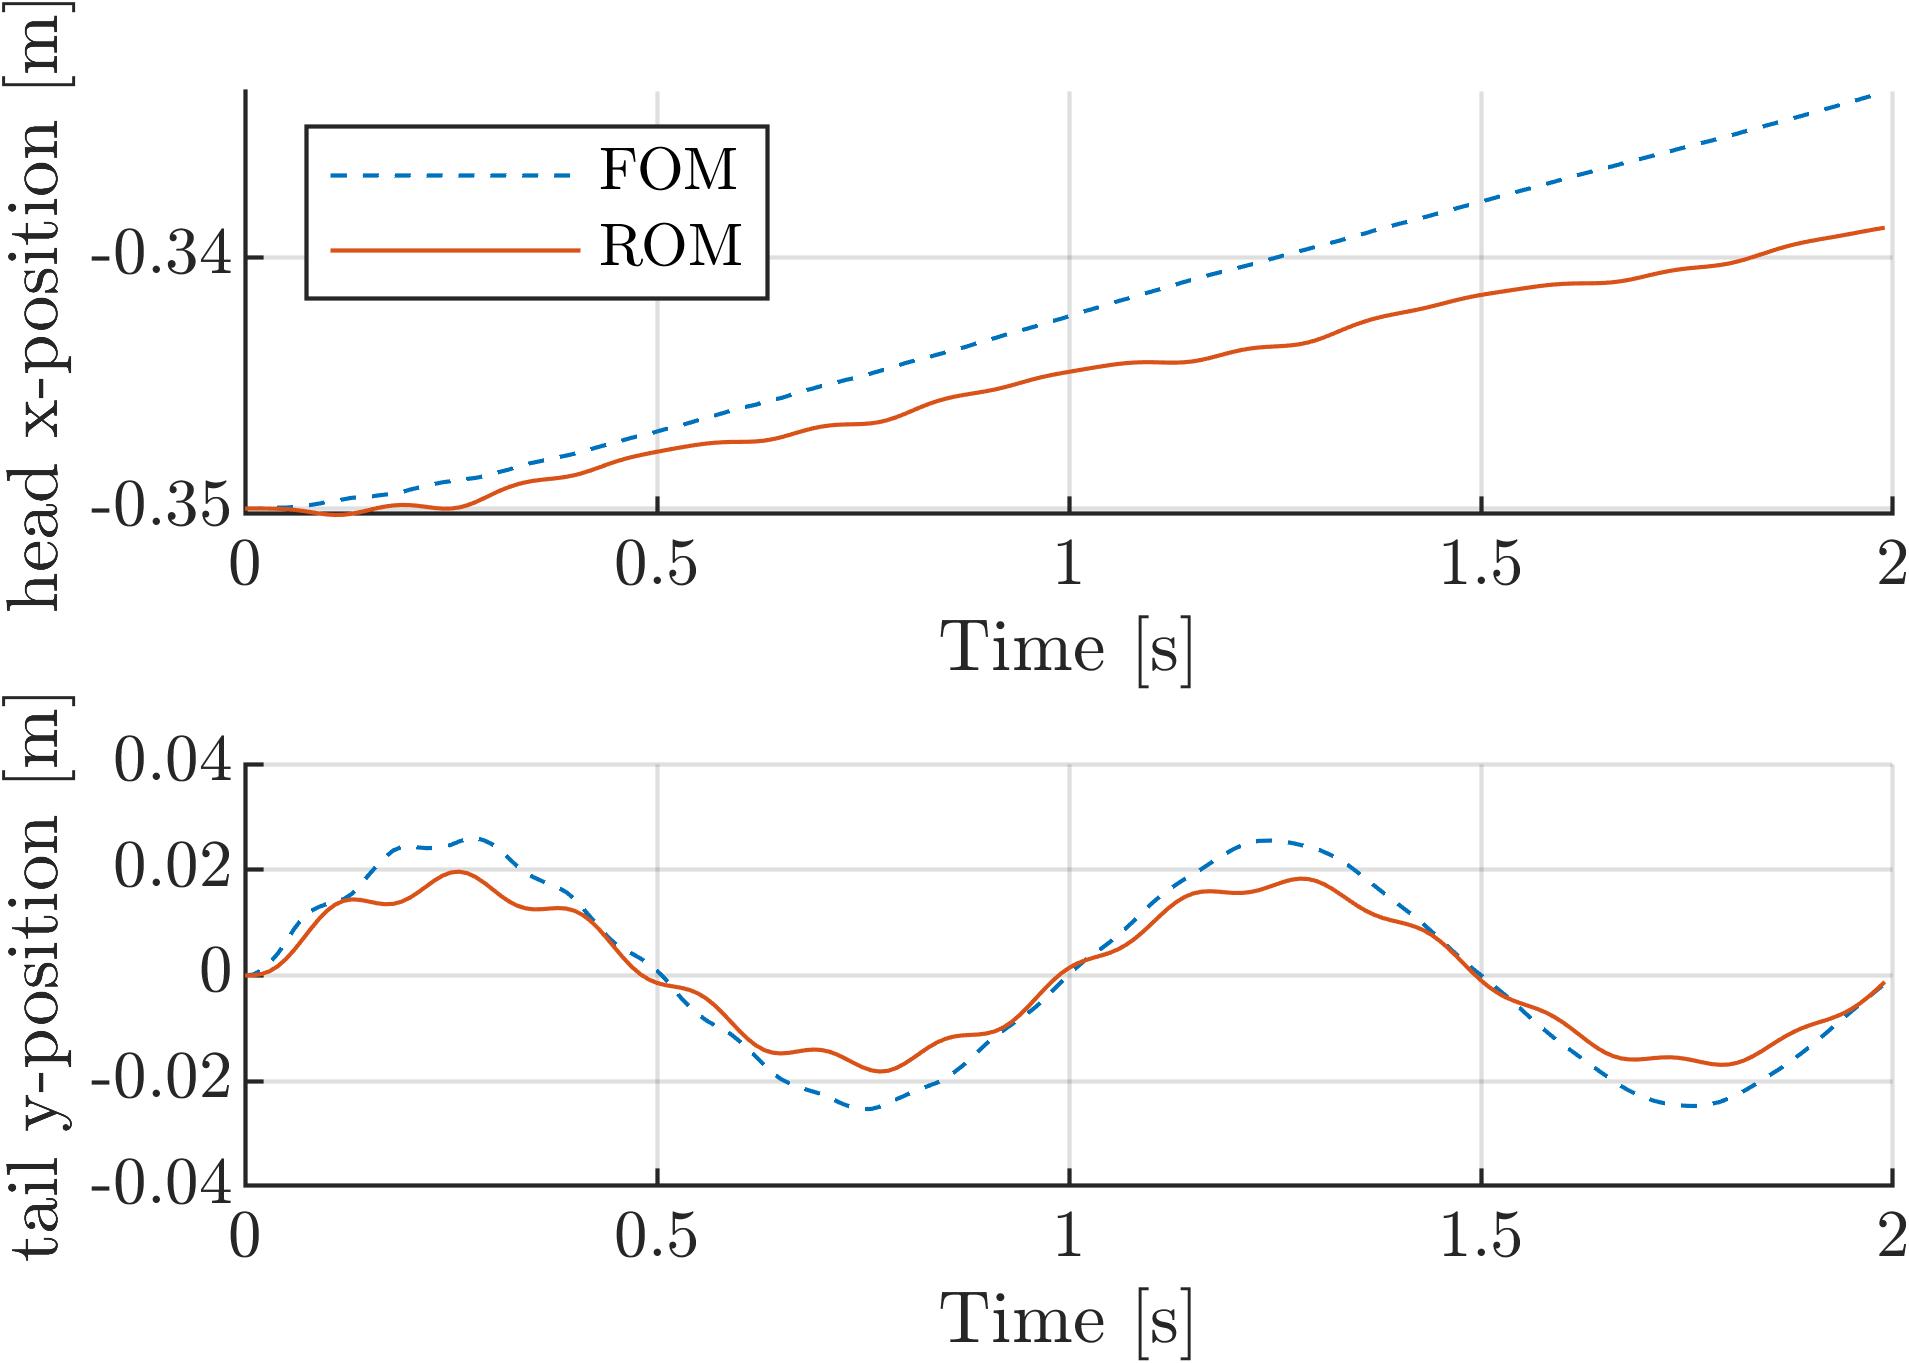 head x-position [m]
FOM
ROM
-0.34
-0.35
0 0.5 1 1.5 2
Time [s]
tail y-position [m]
0.04
0.02
0
-0.02
-0.04
0 0.5 1 1.5 2
Time [s]